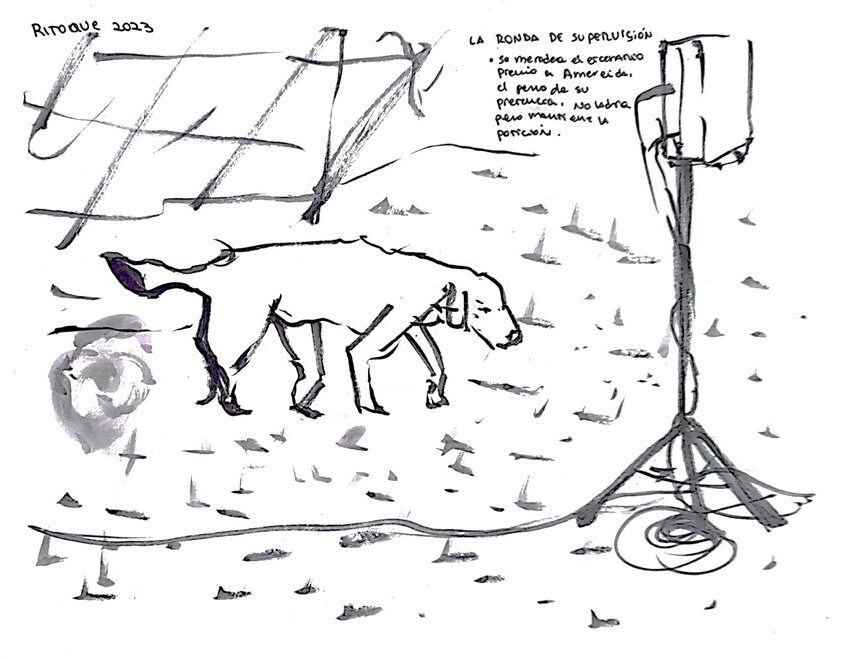 RITOQUE 2023
LA RONDA DE SUPERVISIÓN
• se merodea el escenario
previo a Amereida.
el peso de su
presencia. No ladra
pero mantiene la
posición.